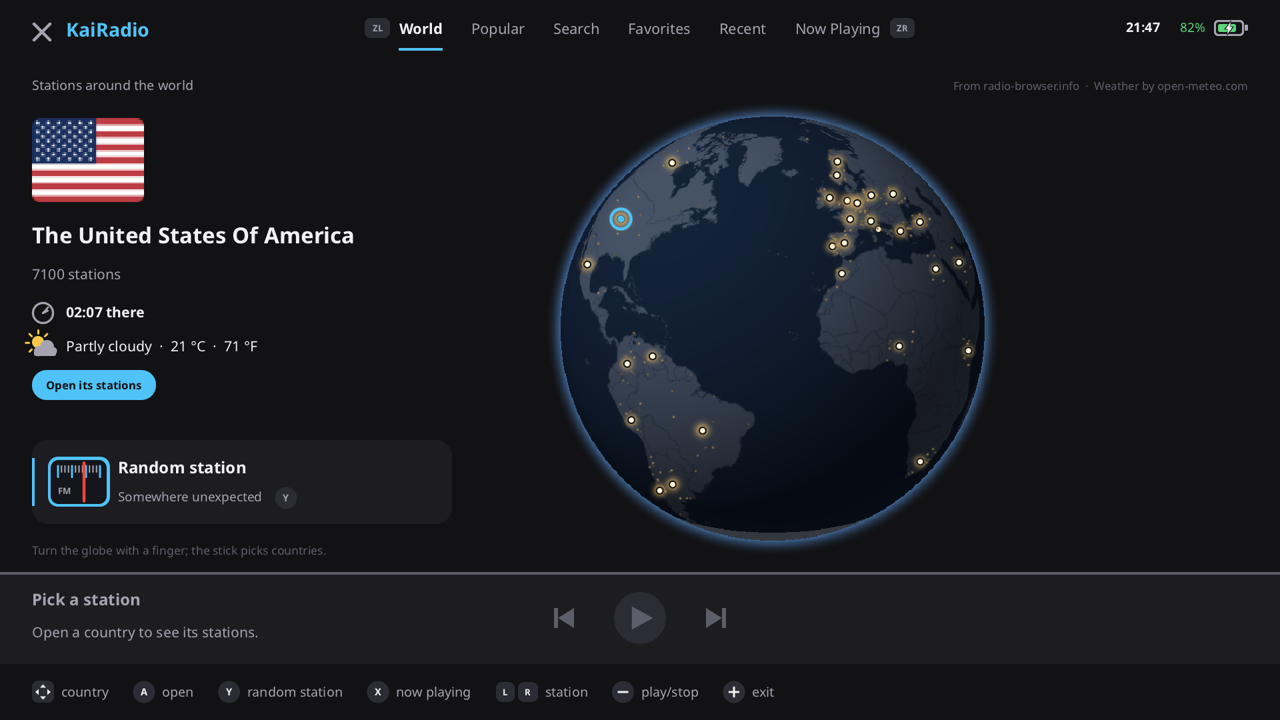 KaiRadio
ZL World Popular Search Favorites Recent Now Playing ZR
21:47 82%
Stations around the world
From radio-browser.info · Weather by open-meteo.com
The United States Of America
7100 stations
02:07 there
Partly cloudy · 21 °C · 71 °F
Open its stations
FM
Random station
Somewhere unexpected Y
Turn the globe with a finger; the stick picks countries.
Pick a station
Open a country to see its stations.
country A open Y random station X now playing L R station play/stop exit